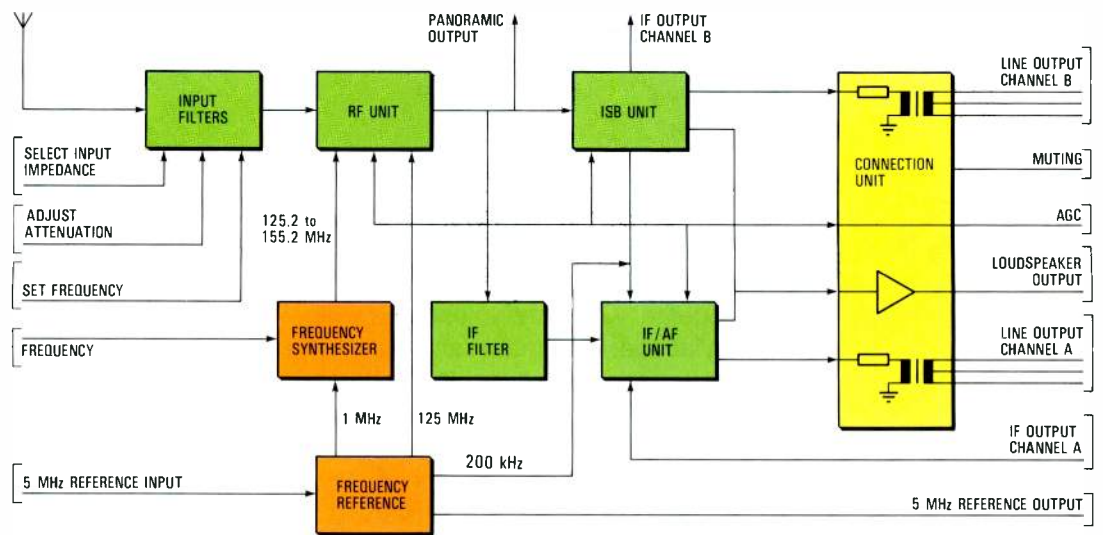 PANORAMIC
OUTPUT
IF OUTPUT
CHANNEL B
INPUT
FILTERS
RF UNIT
ISB UNIT
LINE OUTPUT
CHANNEL B
SELECT INPUT
IMPEDANCE
CONNECTION
UNIT
MUTING
ADJUST
ATTENUATION
125.2 to
155.2 MHz
AGC
SET FREQUENCY
LOUDSPEAKER
OUTPUT
FREQUENCY
FREQUENCY
SYNTHESIZER
IF
FILTER
IF/AF
UNIT
LINE OUTPUT
CHANNEL A
1 MHz
125 MHz
IF OUTPUT
CHANNEL A
200 kHz
5 MHz REFERENCE INPUT
FREQUENCY
REFERENCE
5 MHz REFERENCE OUTPUT